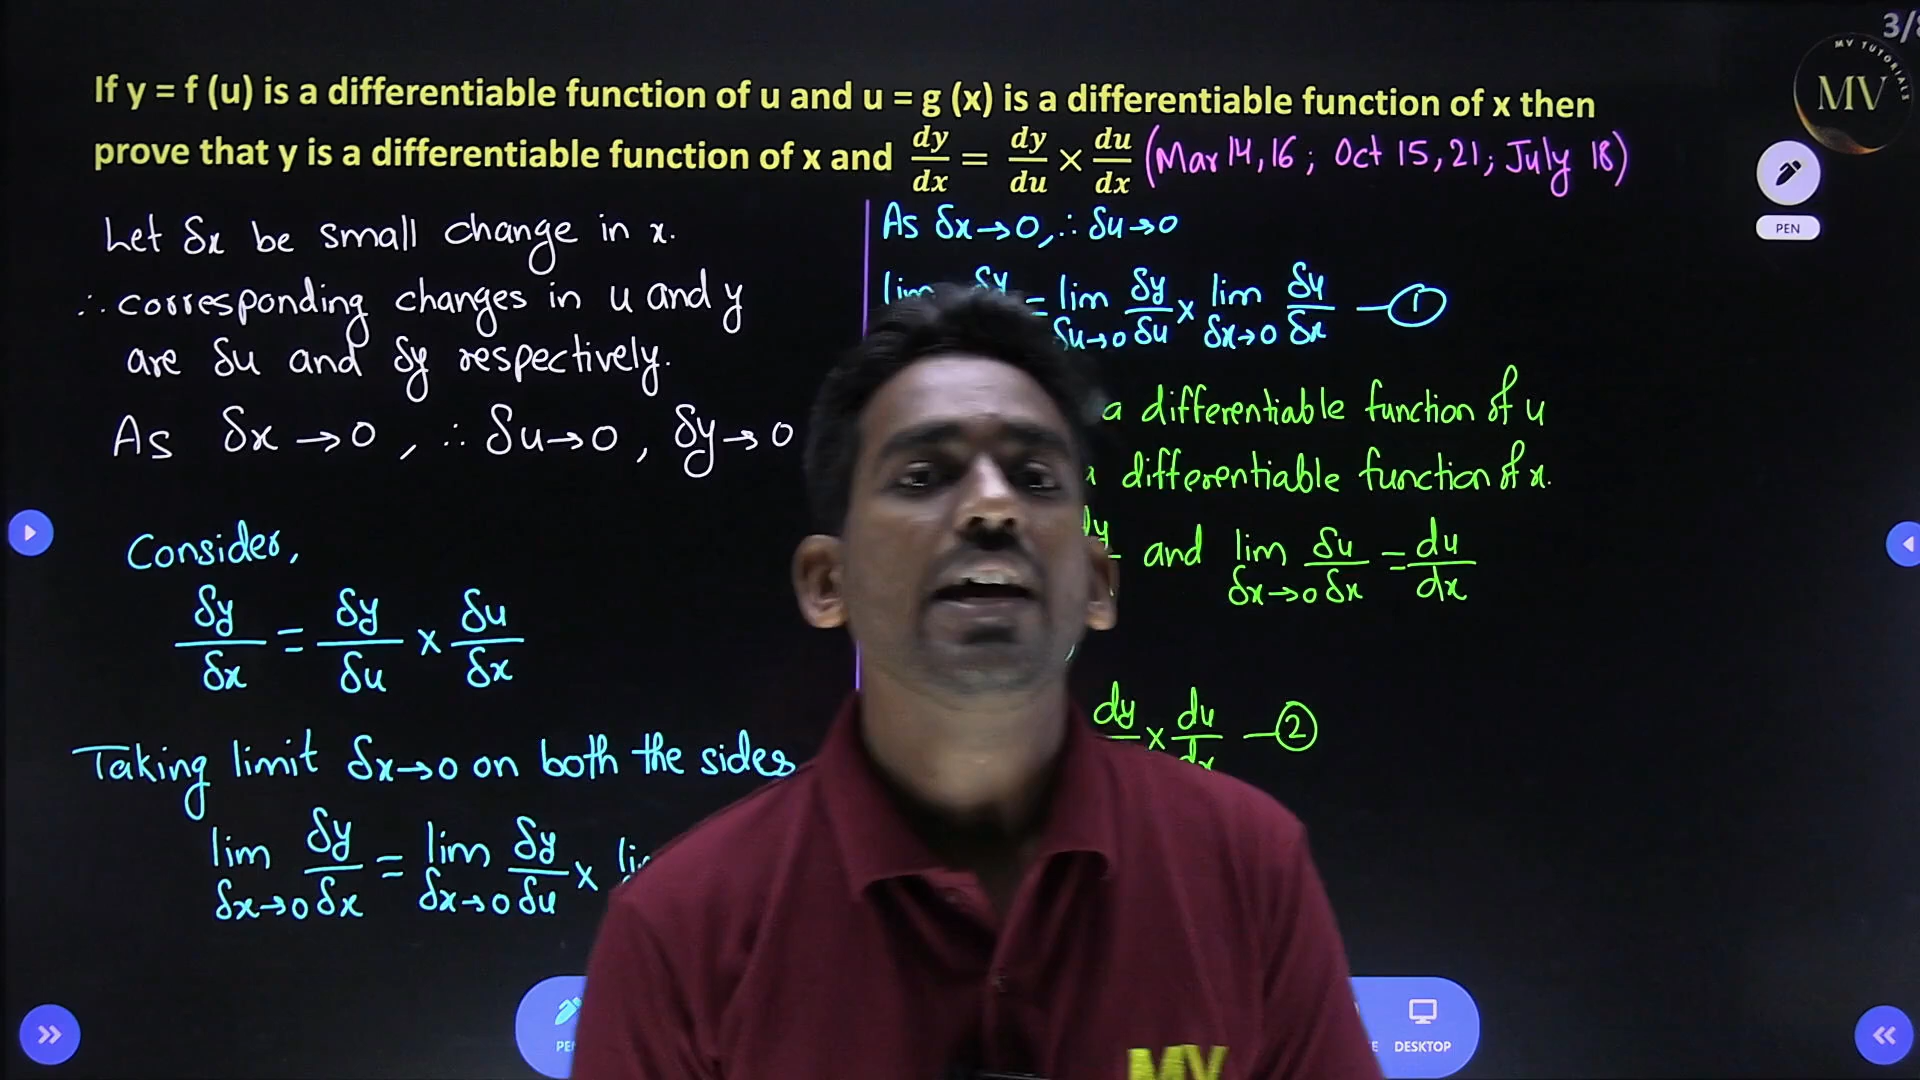 3/8
MV TUTORIALS
MV
If y = f (u) is a differentiable function of u and u = g (x) is a differentiable function of x then
prove that y is a differentiable function of x and dy/dx = dy/du × du/dx (Mar 14, 16 ; Oct 15, 21; July 18)
PEN
Let δx be small change in x.
∴ corresponding changes in u and y
are δu and δy respectively.
As δx → 0 , ∴ δu → 0 , δy → 0
Consider,
δy/δx = δy/δu × δu/δx
Taking limit δx → 0 on both the sides
lim δx→0 δy/δx = lim δx→0 δy/δu ×
As δx → 0, ∴ δu → 0
lim = lim δu→0 δy/δu × lim δx→0 δu/δx — ①
a differentiable function of u
a differentiable function of x.
and lim δx→0 δu/δx = du/dx
dy × du/dx — ②
DESKTOP
MV